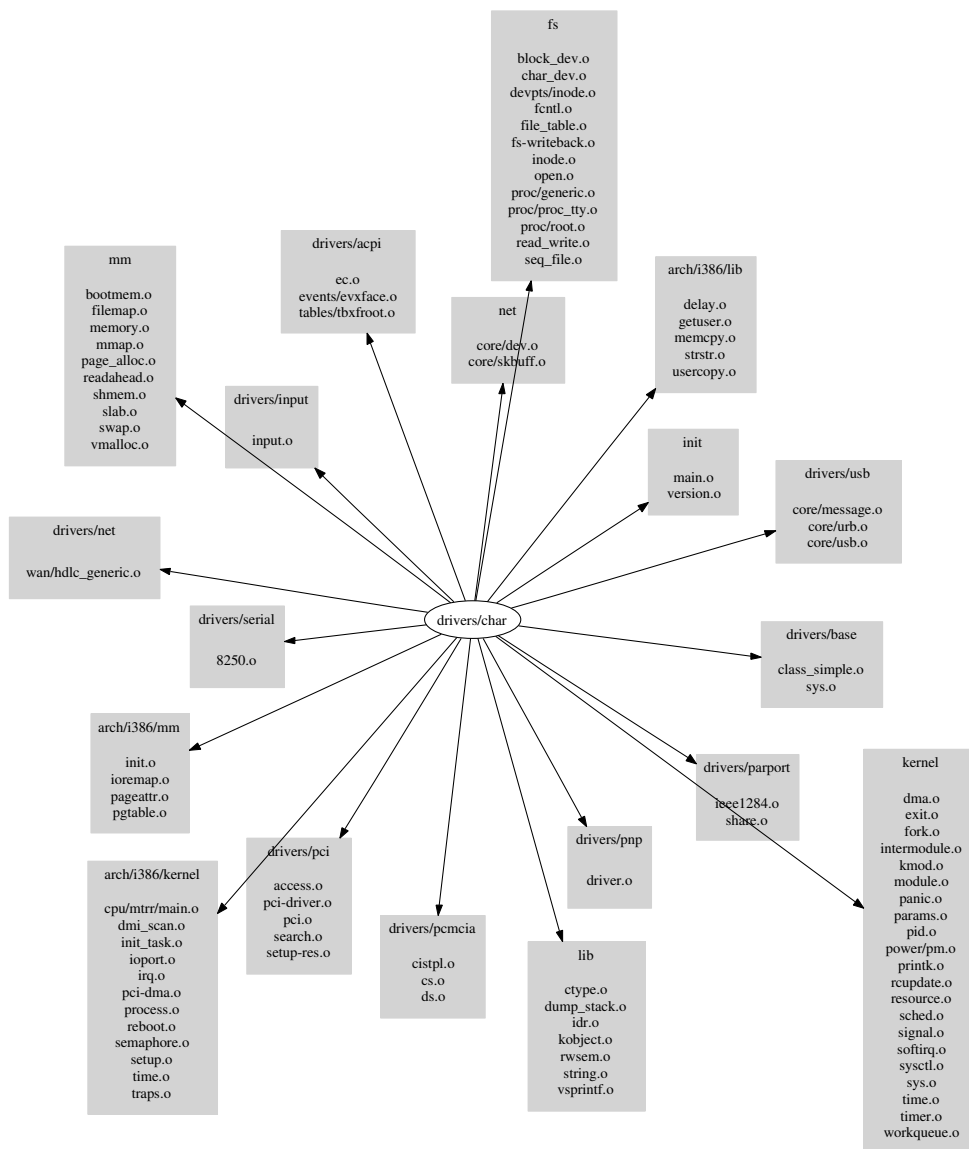 fs
block_dev.o
char_dev.o
devpts/inode.o
fcntl.o
file_table.o
fs-writeback.o
inode.o
open.o
proc/generic.o
proc/proc_tty.o
proc/root.o
read_write.o
seq_file.o
drivers/acpi
ec.o
events/evxface.o
tables/tbxfroot.o
mm
bootmem.o
filemap.o
memory.o
mmap.o
page_alloc.o
readahead.o
shmem.o
slab.o
swap.o
vmalloc.o
net
core/dev.o
core/skbuff.o
arch/i386/lib
delay.o
getuser.o
memcpy.o
strstr.o
usercopy.o
drivers/input
input.o
init
main.o
version.o
drivers/usb
core/message.o
core/urb.o
core/usb.o
drivers/net
wan/hdlc_generic.o
drivers/serial
8250.o
drivers/char
drivers/base
class_simple.o
sys.o
arch/i386/mm
init.o
ioremap.o
pageattr.o
pgtable.o
drivers/parport
ieee1284.o
share.o
kernel
dma.o
exit.o
fork.o
intermodule.o
kmod.o
module.o
panic.o
params.o
pid.o
power/pm.o
printk.o
rcupdate.o
resource.o
sched.o
signal.o
softirq.o
sysctl.o
sys.o
time.o
timer.o
workqueue.o
drivers/pci
access.o
pci-driver.o
pci.o
search.o
setup-res.o
drivers/pnp
driver.o
arch/i386/kernel
cpu/mtrr/main.o
dmi_scan.o
init_task.o
ioport.o
irq.o
pci-dma.o
process.o
reboot.o
semaphore.o
setup.o
time.o
traps.o
drivers/pcmcia
cistpl.o
cs.o
ds.o
lib
ctype.o
dump_stack.o
idr.o
kobject.o
rwsem.o
string.o
vsprintf.o